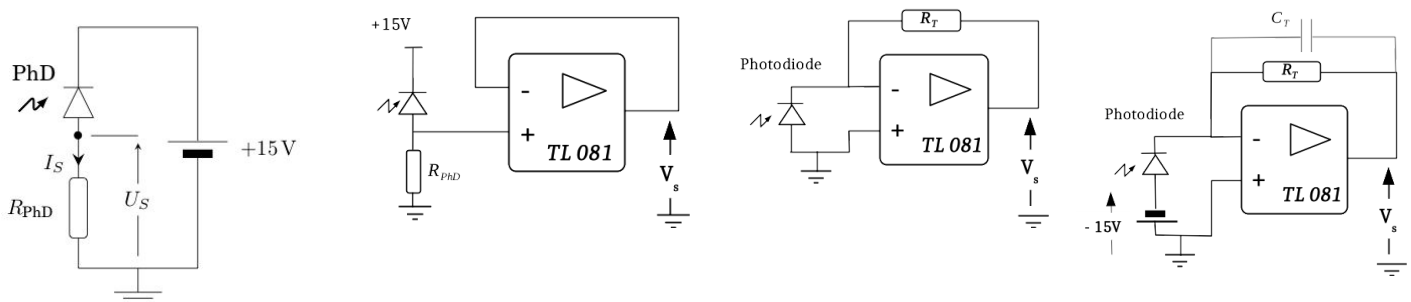 PhD
I_S
R_PhD
U_S
+15 V
+15V
R_PhD
-
+
TL 081
V_s
Photodiode
R_T
-
+
TL 081
V_s
C_T
R_T
Photodiode
-
+
TL 081
- 15V
V_s